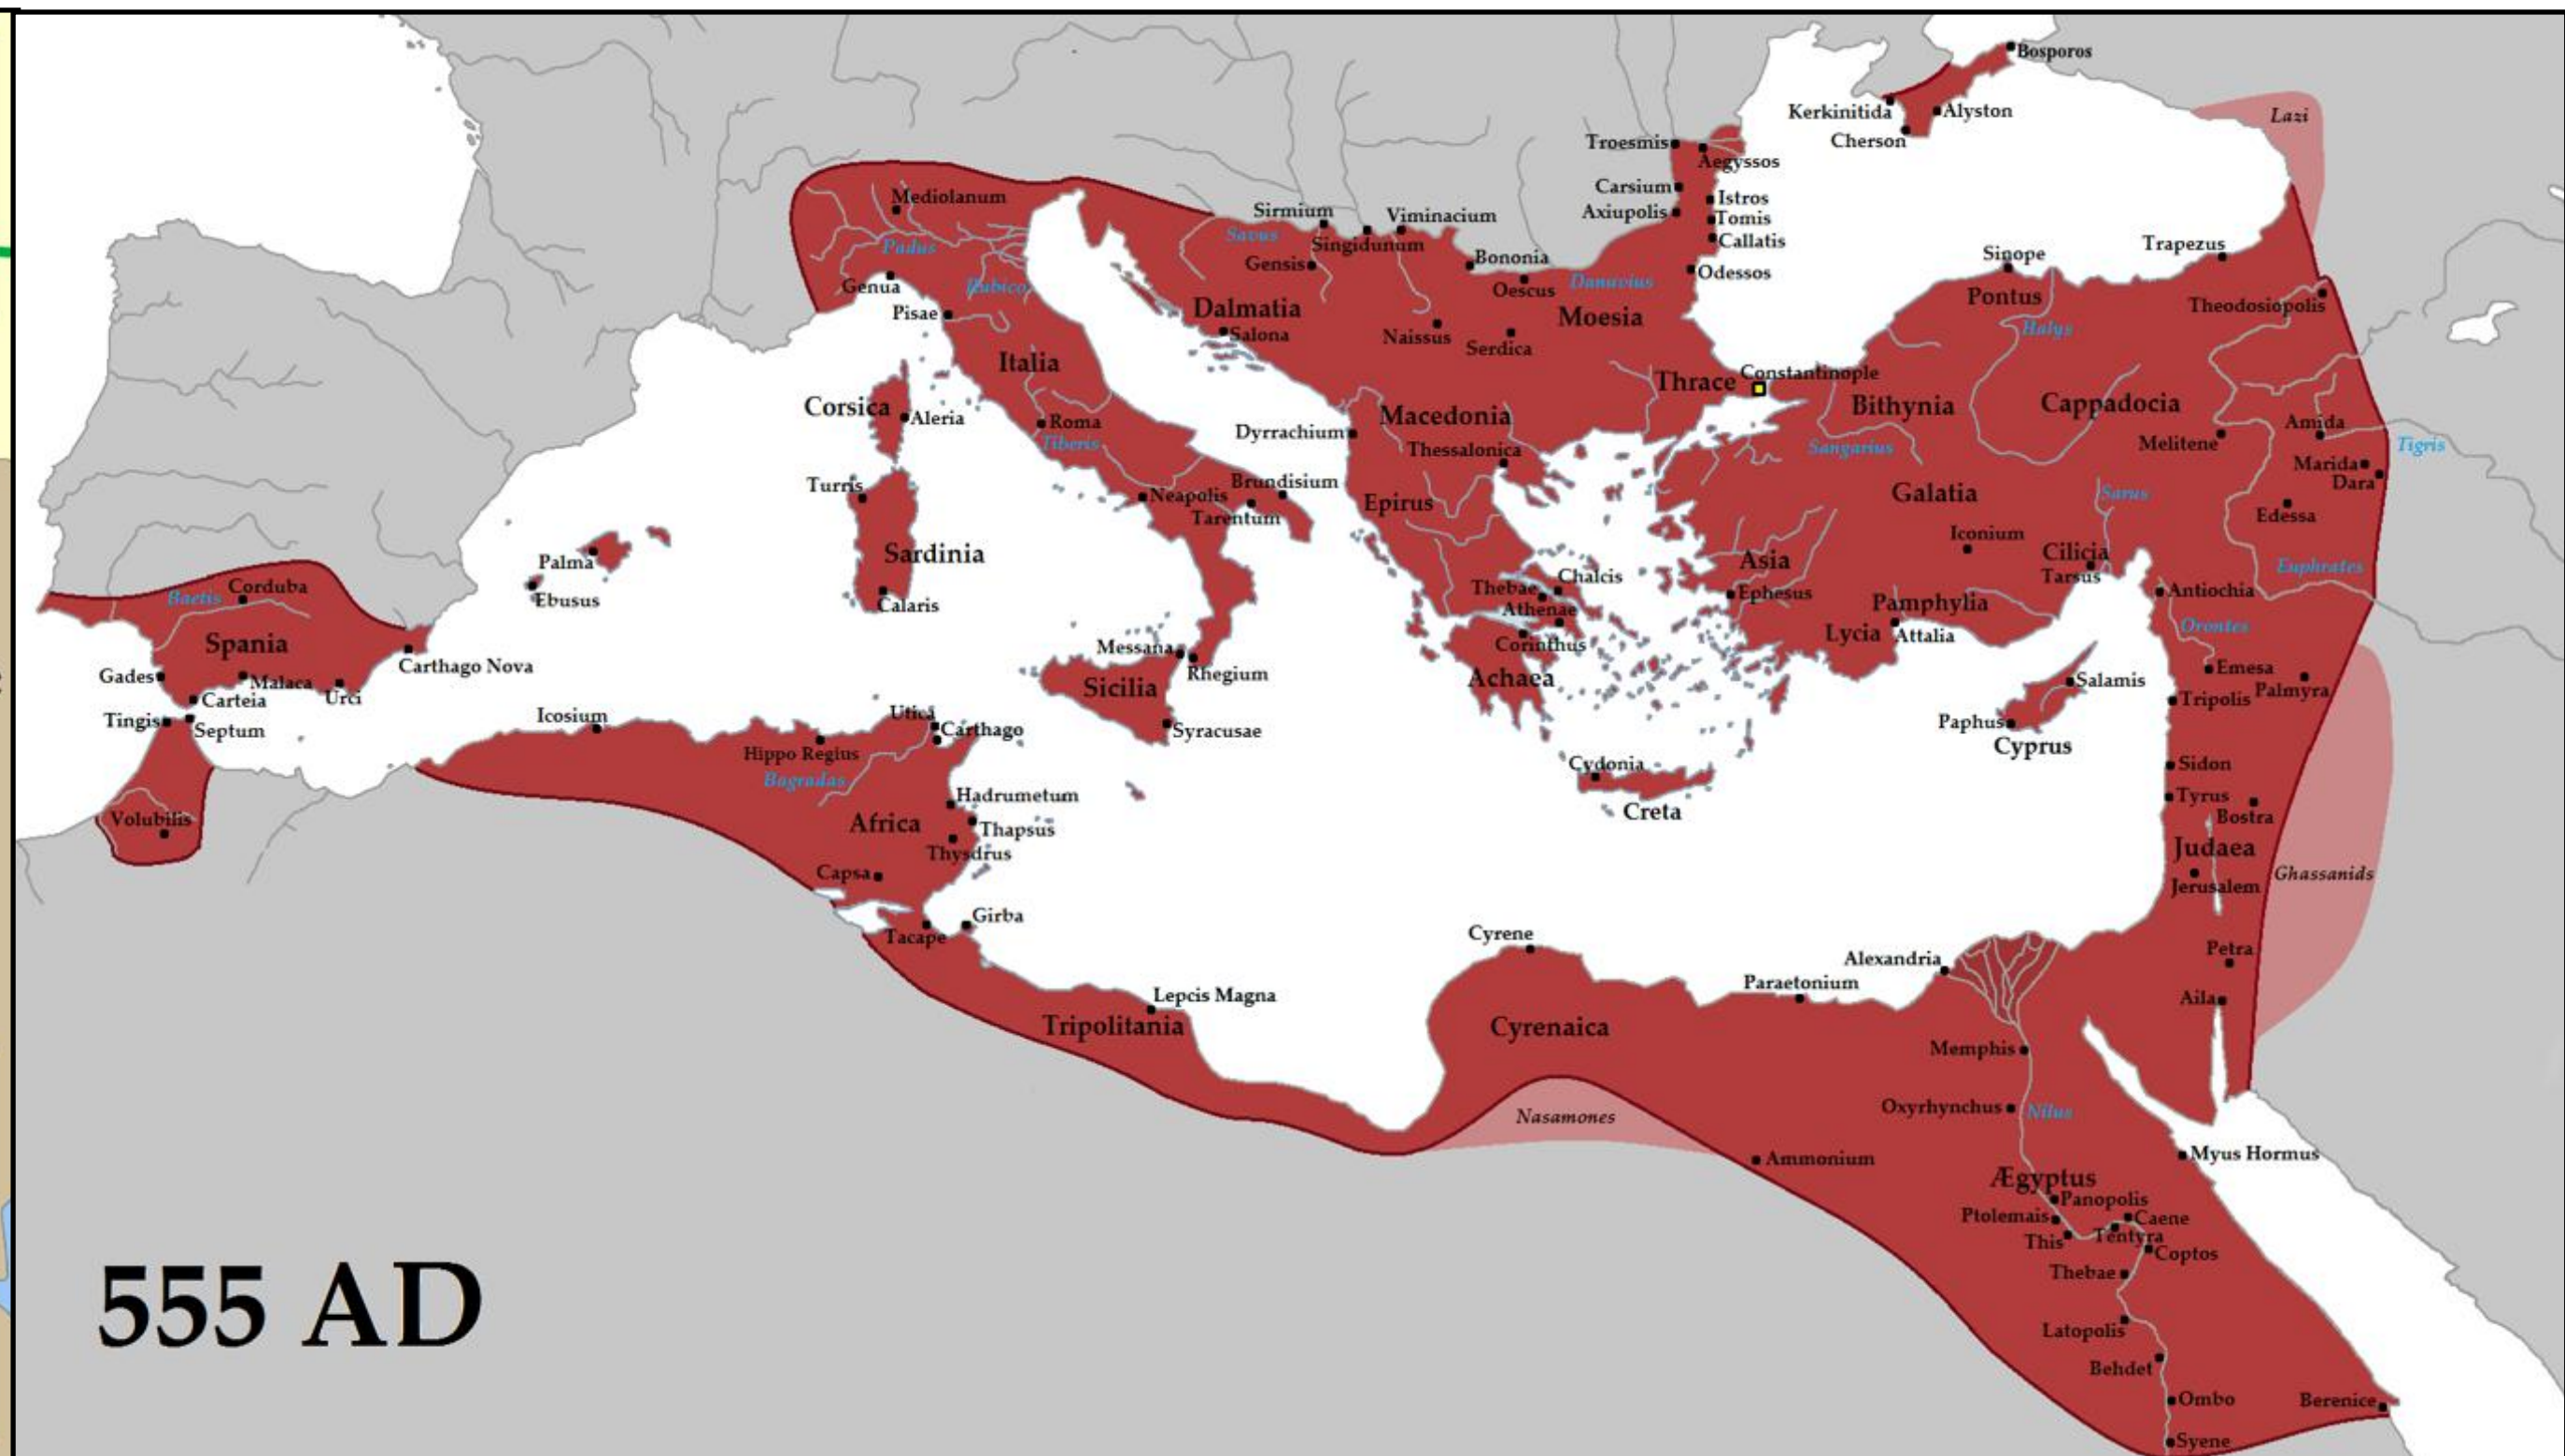 Bosporos
Kerkinitida
Alyston
Cherson
Lazi
Troesmis
Aegyssos
Carsium
Istros
Axiupolis
Tomis
Callatis
Odessos
Mediolanum
Padus
Genua
Rubico
Pisae
Sirmium
Viminacium
Savus
Singidunum
Gensis
Bononia
Oescus
Danuvius
Dalmatia
Salona
Moesia
Naissus
Serdica
Sinope
Trapezus
Pontus
Theodosiopolis
Halys
Italia
Constantinople
Thrace
Corsica
Aleria
Roma
Tiberis
Macedonia
Dyrrachium
Thessalonica
Bithynia
Cappadocia
Sangarius
Melitene
Amida
Tigris
Marida
Dara
Turris
Neapolis
Brundisium
Tarentum
Epirus
Galatia
Sarus
Edessa
Sardinia
Calaris
Palma
Ebusus
Iconium
Asia
Cilicia
Tarsus
Euphrates
Thebae
Chalcis
Athenae
Corinthus
Ephesus
Pamphylia
Antiochia
Lycia
Attalia
Orontes
Corduba
Baetis
Spania
Gades
Malaca
Urci
Carthago Nova
Carteia
Tingis
Septum
Messana
Rhegium
Sicilia
Syracusae
Achaea
Salamis
Emesa
Palmyra
Tripolis
Paphus
Cyprus
Icosium
Utica
Carthago
Hippo Regius
Bagradas
Cydonia
Creta
Sidon
Tyrus
Bostra
Volubilis
Hadrumetum
Africa
Thapsus
Thysdrus
Capsa
Judaea
Jerusalem
Ghassanids
Girba
Tacape
Cyrene
Alexandria
Paraetonium
Petra
Aila
Lepcis Magna
Tripolitania
Cyrenaica
Memphis
Nasamones
Oxyrhynchus
Nilus
Ammonium
Myus Hormus
Ægyptus
Panopolis
Ptolemais
Caene
This
Tentyra
Coptos
Thebae
Latopolis
Behdet
Ombo
Berenice
Syene
555 AD